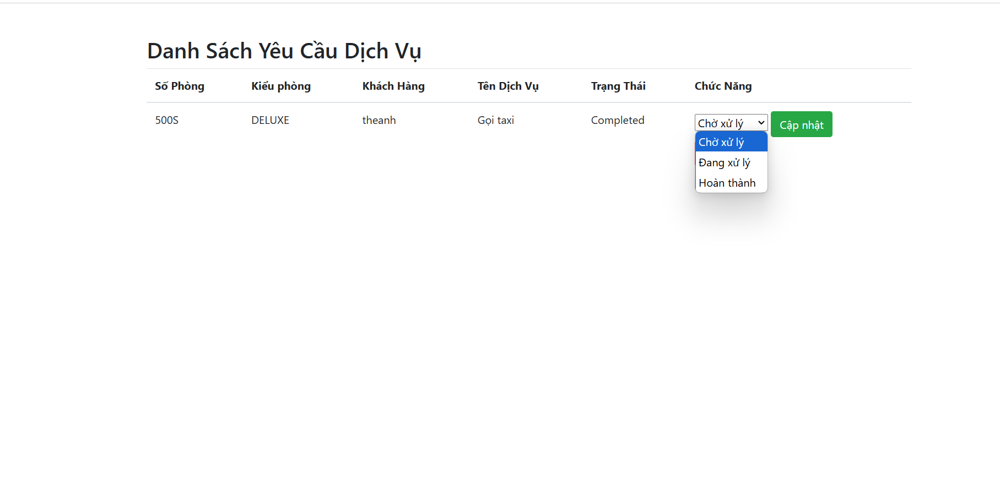 Danh Sách Yêu Cầu Dịch Vụ
Số Phòng Kiểu phòng Khách Hàng Tên Dịch Vụ Trạng Thái Chức Năng
500S DELUXE theanh Gọi taxi Completed Chờ xử lý Cập nhật
Chờ xử lý
Đang xử lý
Hoàn thành